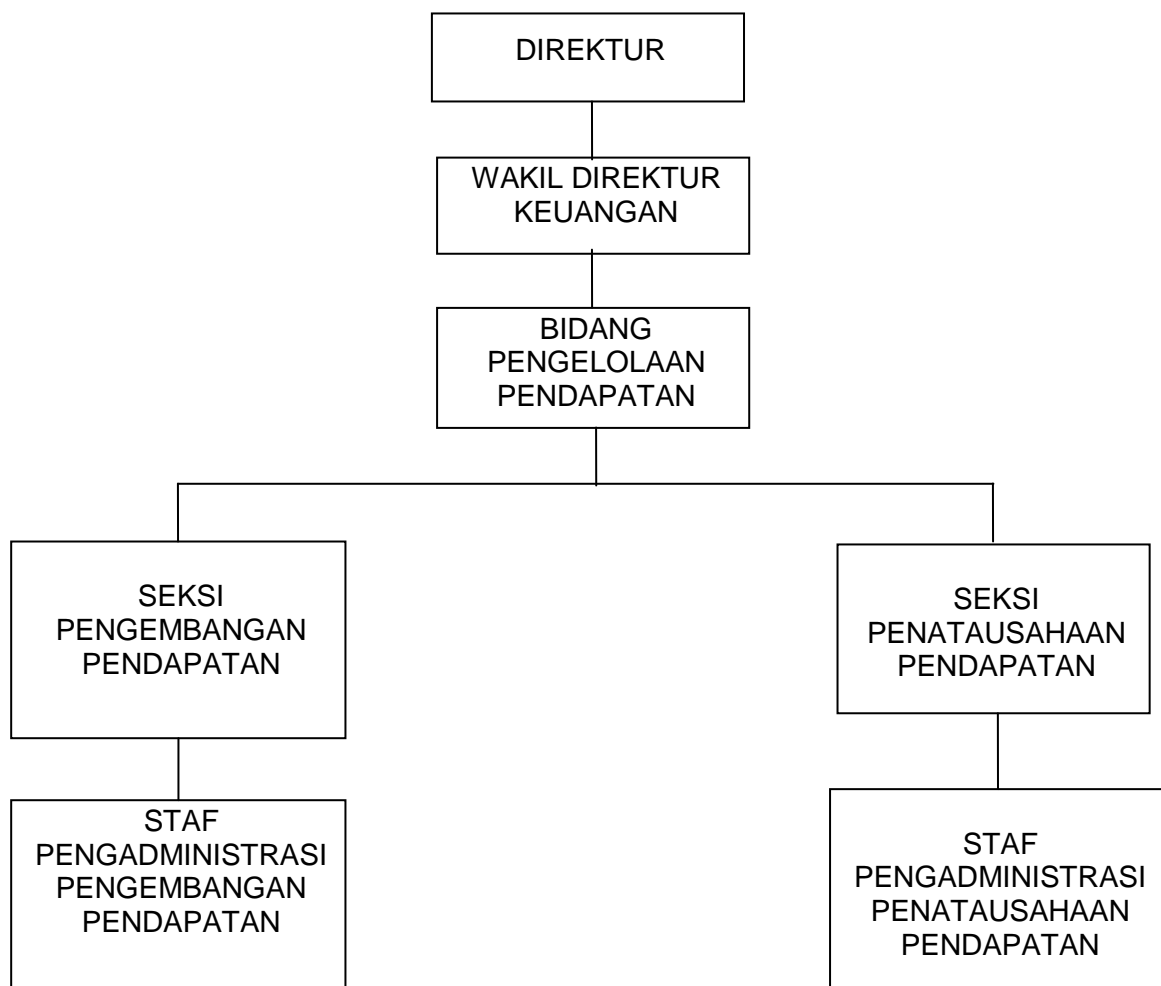 DIREKTUR
WAKIL DIREKTUR
KEUANGAN
BIDANG
PENGELOLAAN
PENDAPATAN
SEKSI
PENGEMBANGAN
PENDAPATAN
SEKSI
PENATAUSAHAAN
PENDAPATAN
STAF
PENGADMINISTRASI
PENGEMBANGAN
PENDAPATAN
STAF
PENGADMINISTRASI
PENATAUSAHAAN
PENDAPATAN